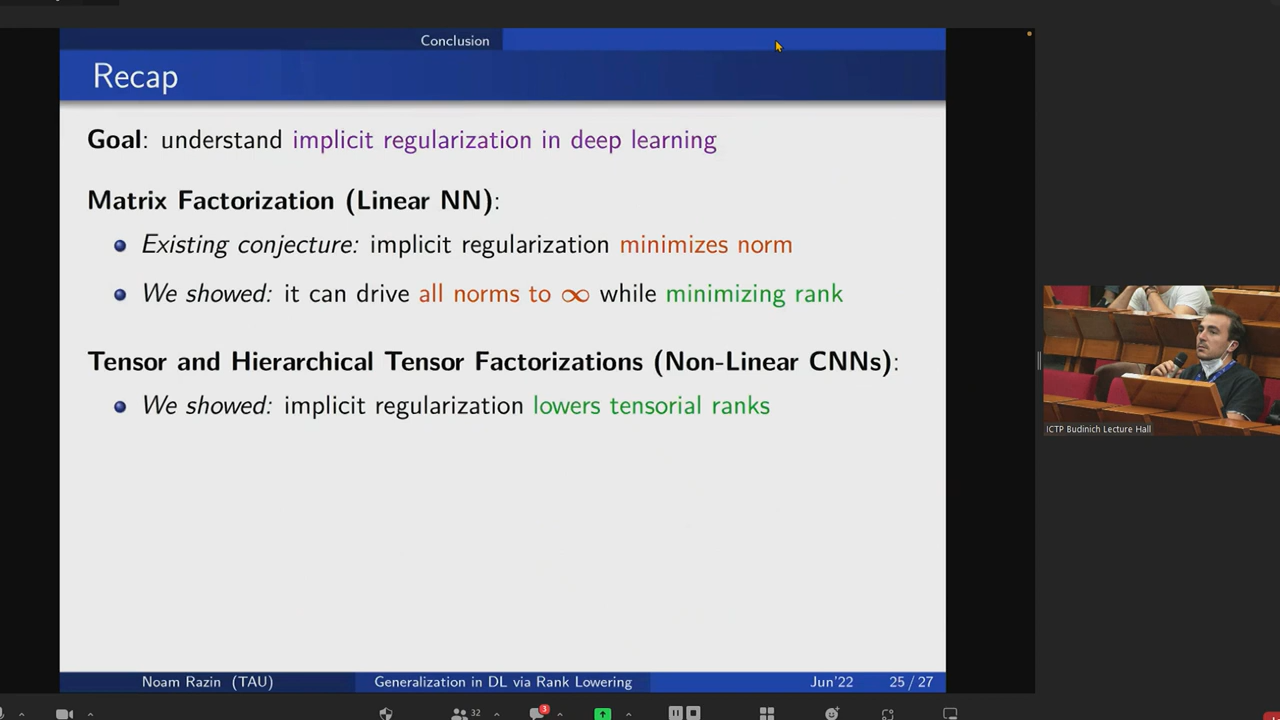 Conclusion
Recap
Goal: understand implicit regularization in deep learning
Matrix Factorization (Linear NN):
Existing conjecture: implicit regularization minimizes norm
We showed: it can drive all norms to ∞ while minimizing rank
Tensor and Hierarchical Tensor Factorizations (Non-Linear CNNs):
We showed: implicit regularization lowers tensorial ranks
ICTP Budinich Lecture Hall
Noam Razin (TAU) Generalization in DL via Rank Lowering Jun'22 25 / 27
32 3